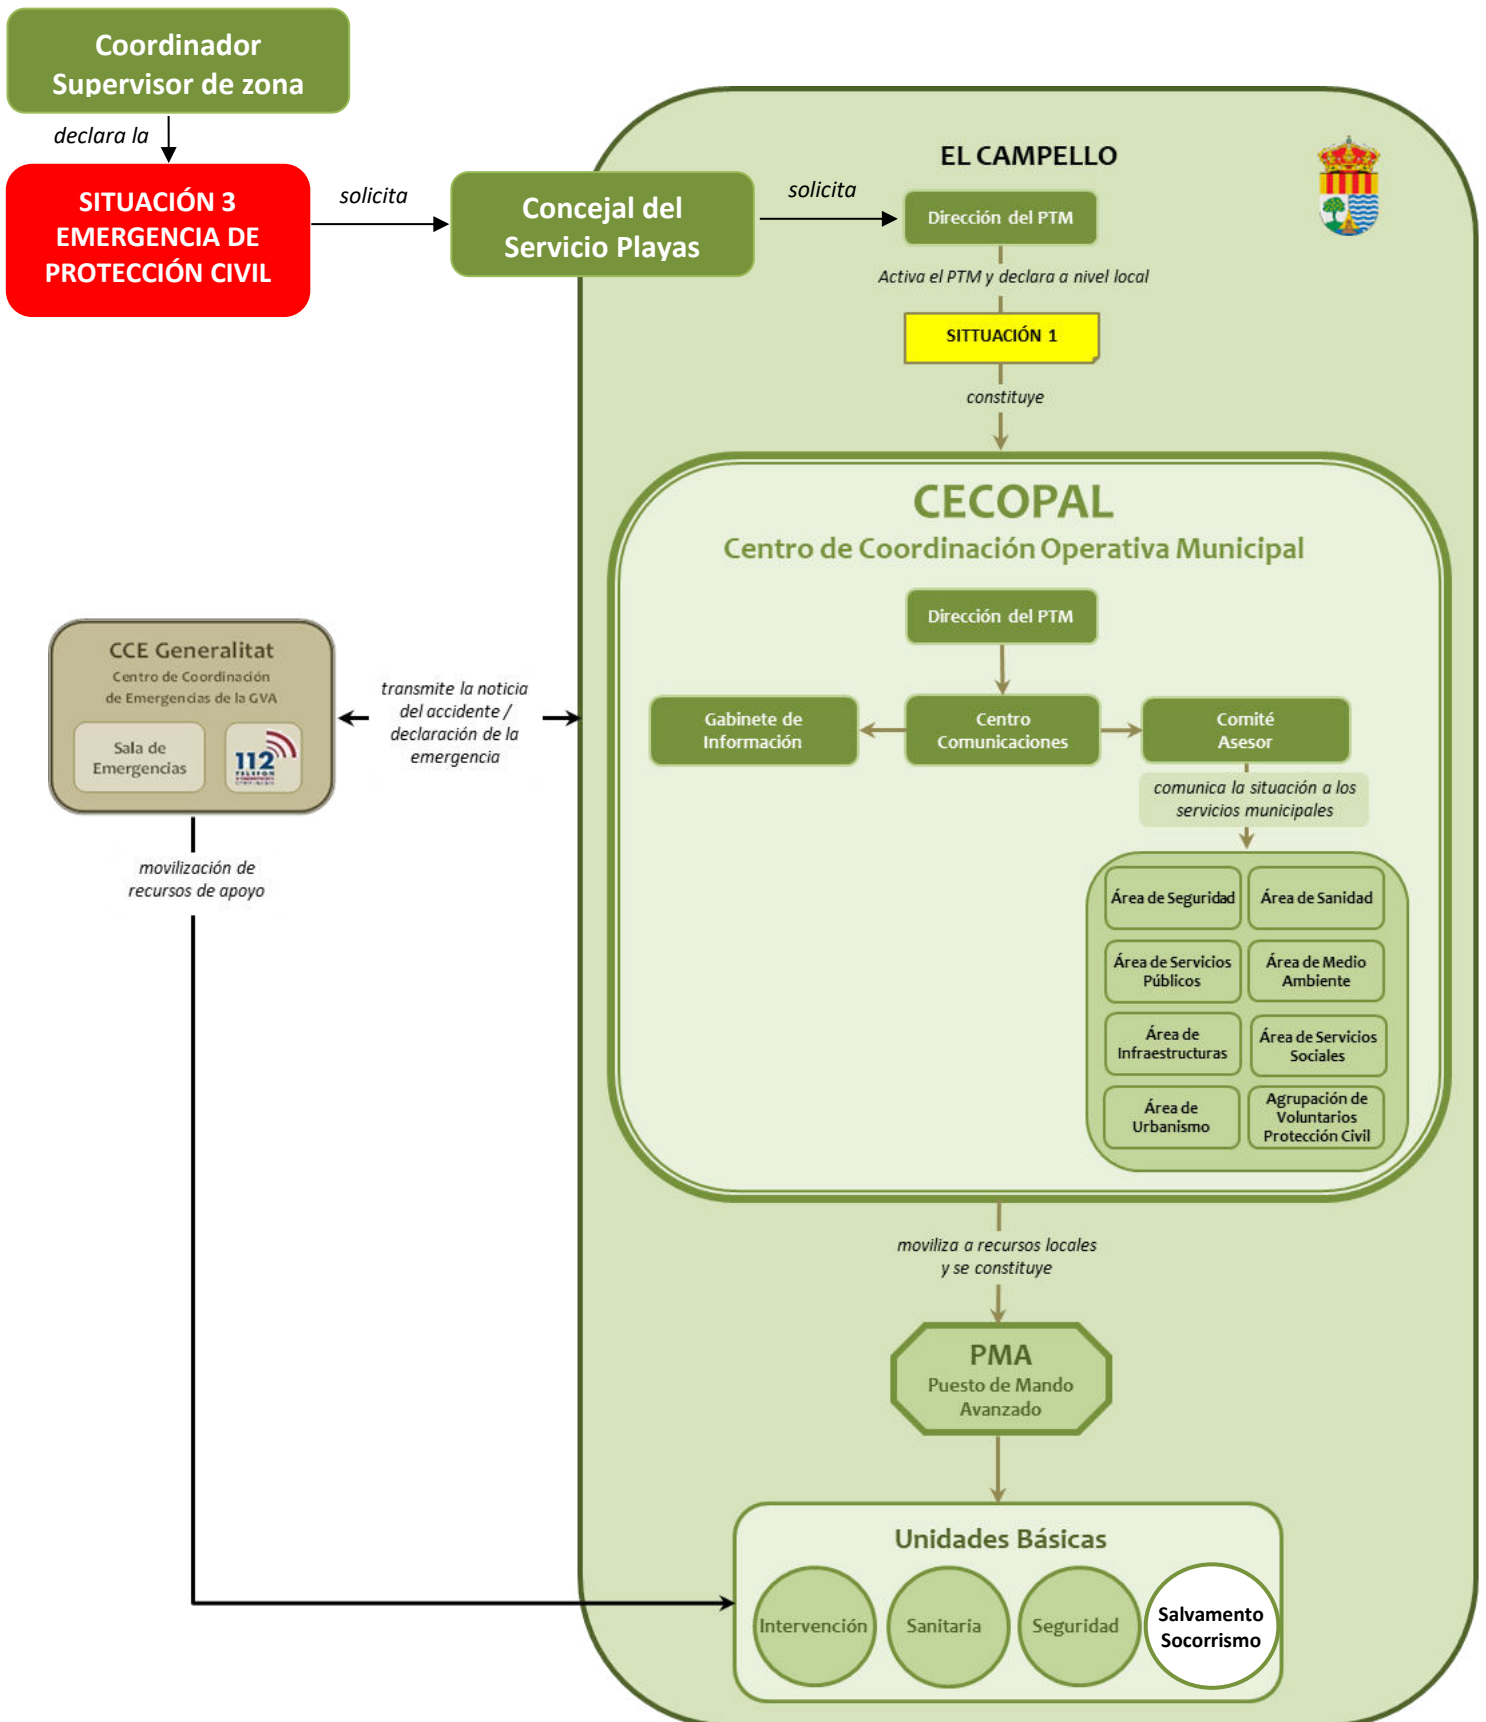 Coordinador
Supervisor de zona
declara la
SITUACIÓN 3
EMERGENCIA DE
PROTECCIÓN CIVIL
solicita
Concejal del
Servicio Playas
solicita
EL CAMPELLO
Dirección del PTM
Activa el PTM y declara a nivel local
SITTUACIÓN 1
constituye
CECOPAL
Centro de Coordinación Operativa Municipal
Dirección del PTM
Gabinete de
Información
Centro
Comunicaciones
Comité
Asesor
comunica la situación a los
servicios municipales
Área de Seguridad
Área de Sanidad
Área de Servicios
Públicos
Área de Medio
Ambiente
Área de
Infraestructuras
Área de Servicios
Sociales
Área de
Urbanismo
Agrupación de
Voluntarios
Protección Civil
CCE Generalitat
Centro de Coordinación
de Emergencias de la GVA
Sala de
Emergencias
112
transmite la noticia
del accidente /
declaración de la
emergencia
movilización de
recursos de apoyo
moviliza a recursos locales
y se constituye
PMA
Puesto de Mando
Avanzado
Unidades Básicas
Intervención
Sanitaria
Seguridad
Salvamento
Socorrismo